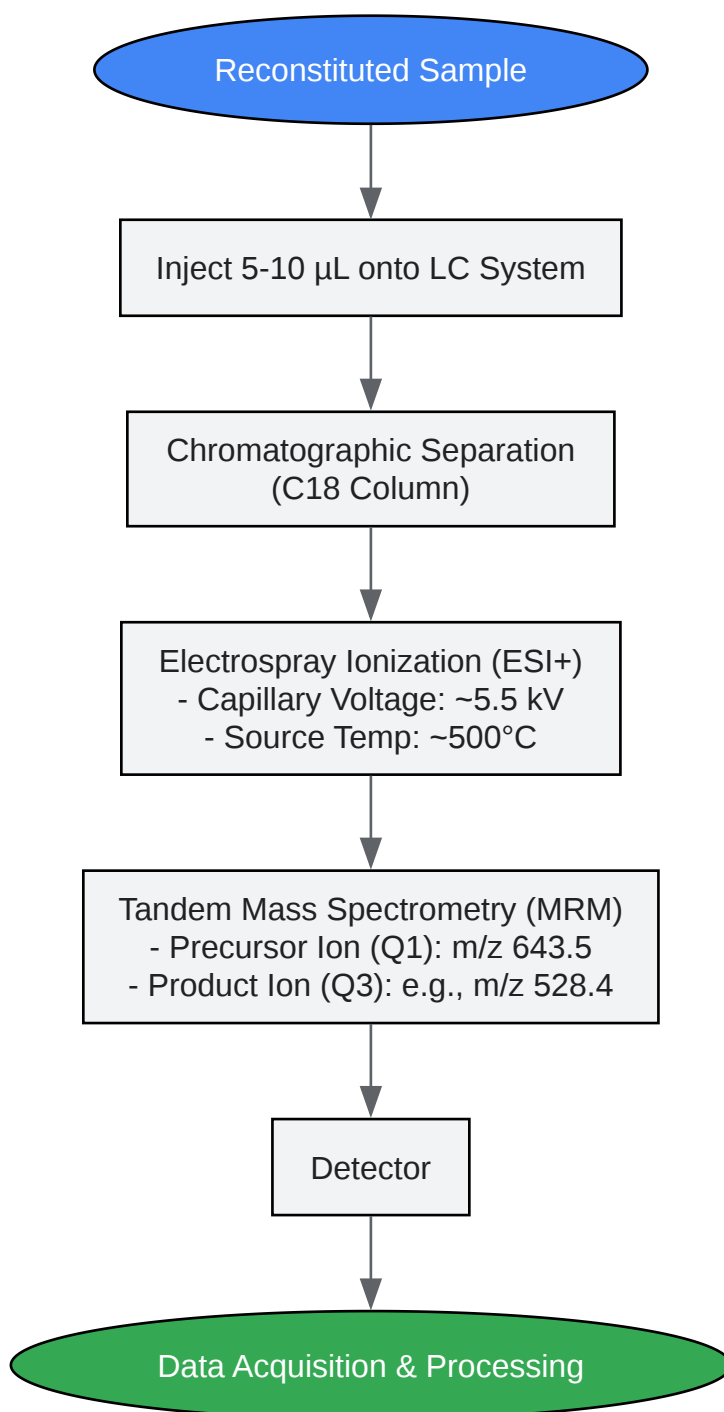 Reconstituted Sample
Inject 5-10 µL onto LC System
Chromatographic Separation
(C18 Column)
Electrospray Ionization (ESI+)
- Capillary Voltage: ~5.5 kV
- Source Temp: ~500°C
Tandem Mass Spectrometry (MRM)
- Precursor Ion (Q1): m/z 643.5
- Product Ion (Q3): e.g., m/z 528.4
Detector
Data Acquisition & Processing